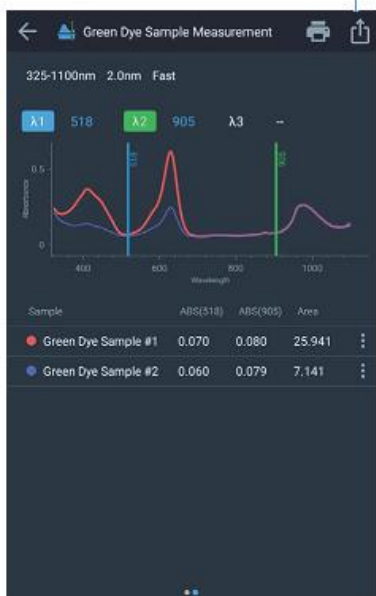 Green Dye Sample Measurement
325-1100nm 2.0nm Fast
λ1 518 λ2 905 λ3 --
0.5
0
Absorbance
518
905
400 600 800 1000
Wavelength
Sample ABS(518) ABS(905) Area
Green Dye Sample #1 0.070 0.080 25.941
Green Dye Sample #2 0.060 0.079 7.141